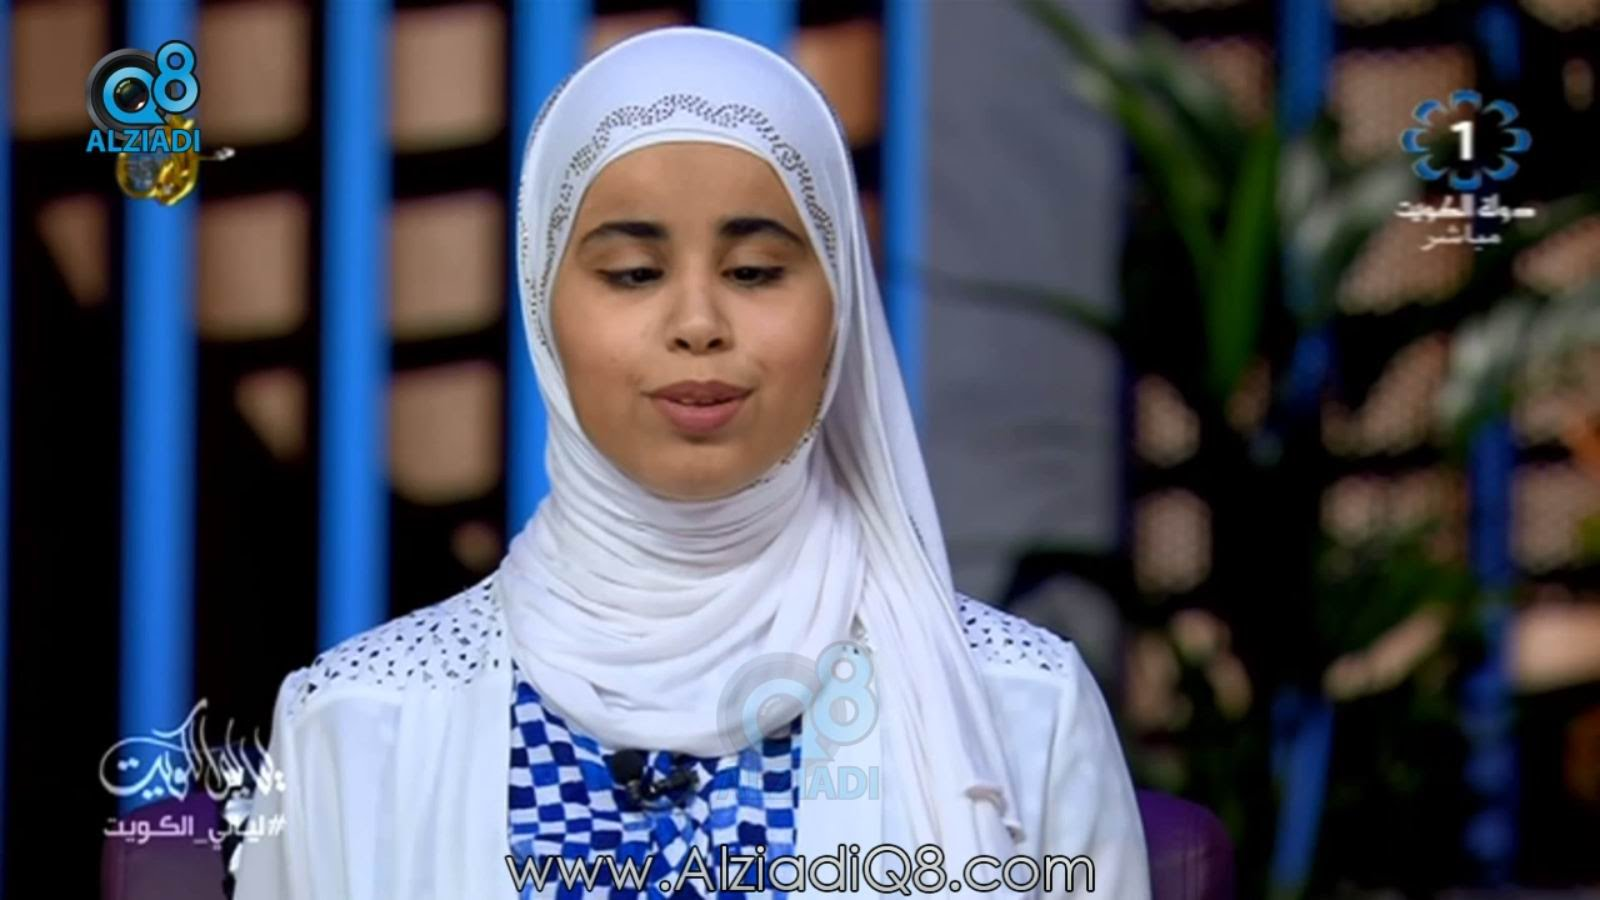 Q8
ALZIADI
1
دولة الكويت
مباشر
ليالي الكويت
#ليالي_الكويت
Q8
ALZIADI
www.AlziadiQ8.com